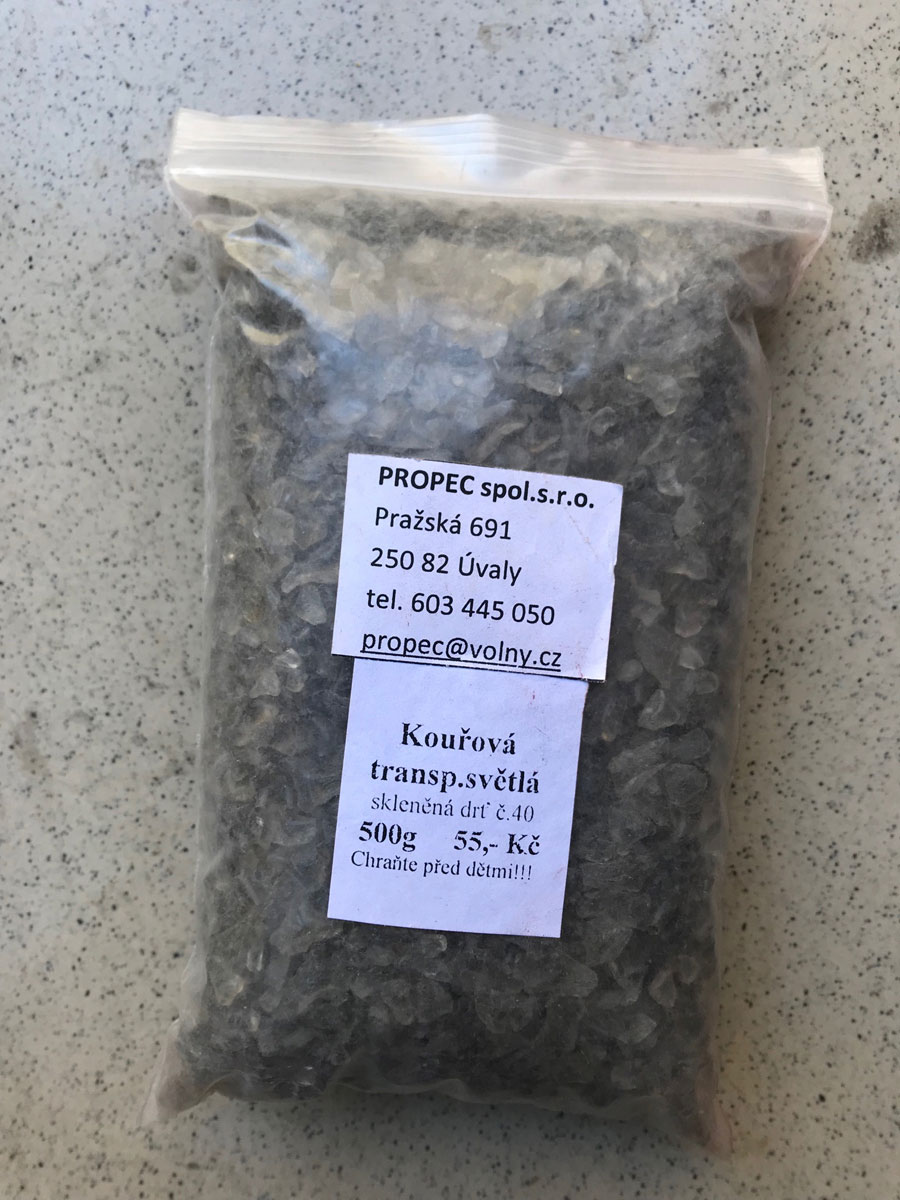 PROPEC spol.s.r.o.
Pražská 691
250 82 Úvaly
tel. 603 445 050
propec@volny.cz
Kouřová
transp.světlá
skleněná drť č.40
500g 55,- Kč
Chraňte před dětmi!!!